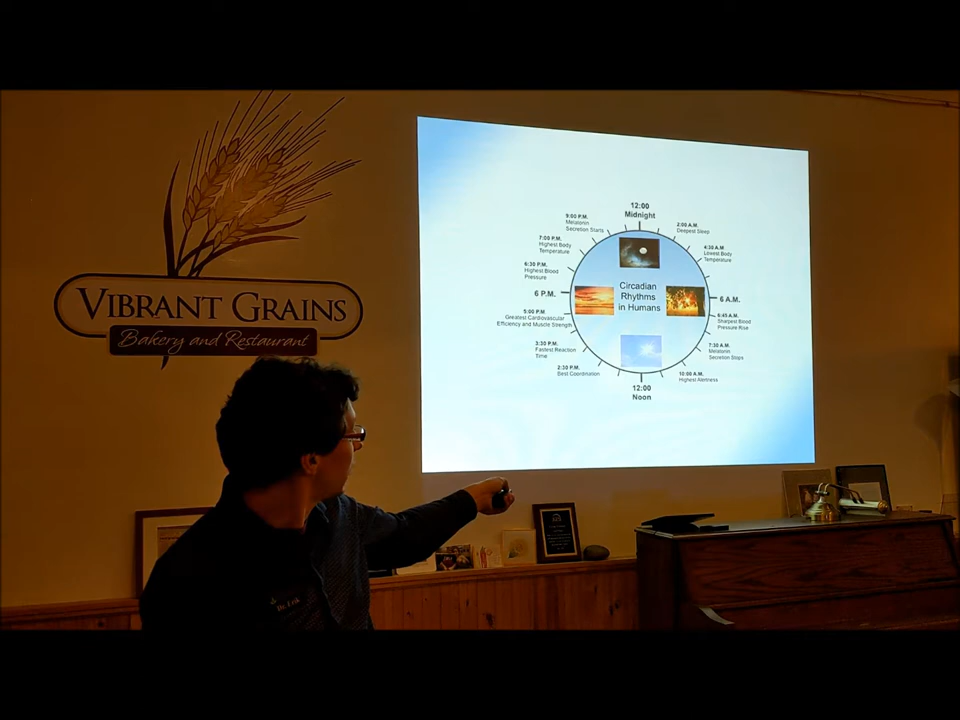 VIBRANT GRAINS
Bakery and Restaurant
12:00
Midnight
2:00 A.M.
Deepest Sleep
4:30 A.M
Lowest Body
Temperature
6 A.M.
6:45 A.M.
Sharpest Blood
Pressure Rise
7:30 A.M.
Melatonin
Secretion Stops
10:00 A.M.
Highest Alertness
12:00
Noon
2:30 P.M.
Best Coordination
3:30 P.M.
Fastest Reaction
Time
5:00 P.M.
Greatest Cardiovascular
Efficiency and Muscle Strength
6 P.M.
6:30 P.M.
Highest Blood
Pressure
7:00 P.M.
Highest Body
Temperature
9:00 P.M.
Melatonin
Secretion Starts
Circadian
Rhythms
in Humans
Dr. Erik